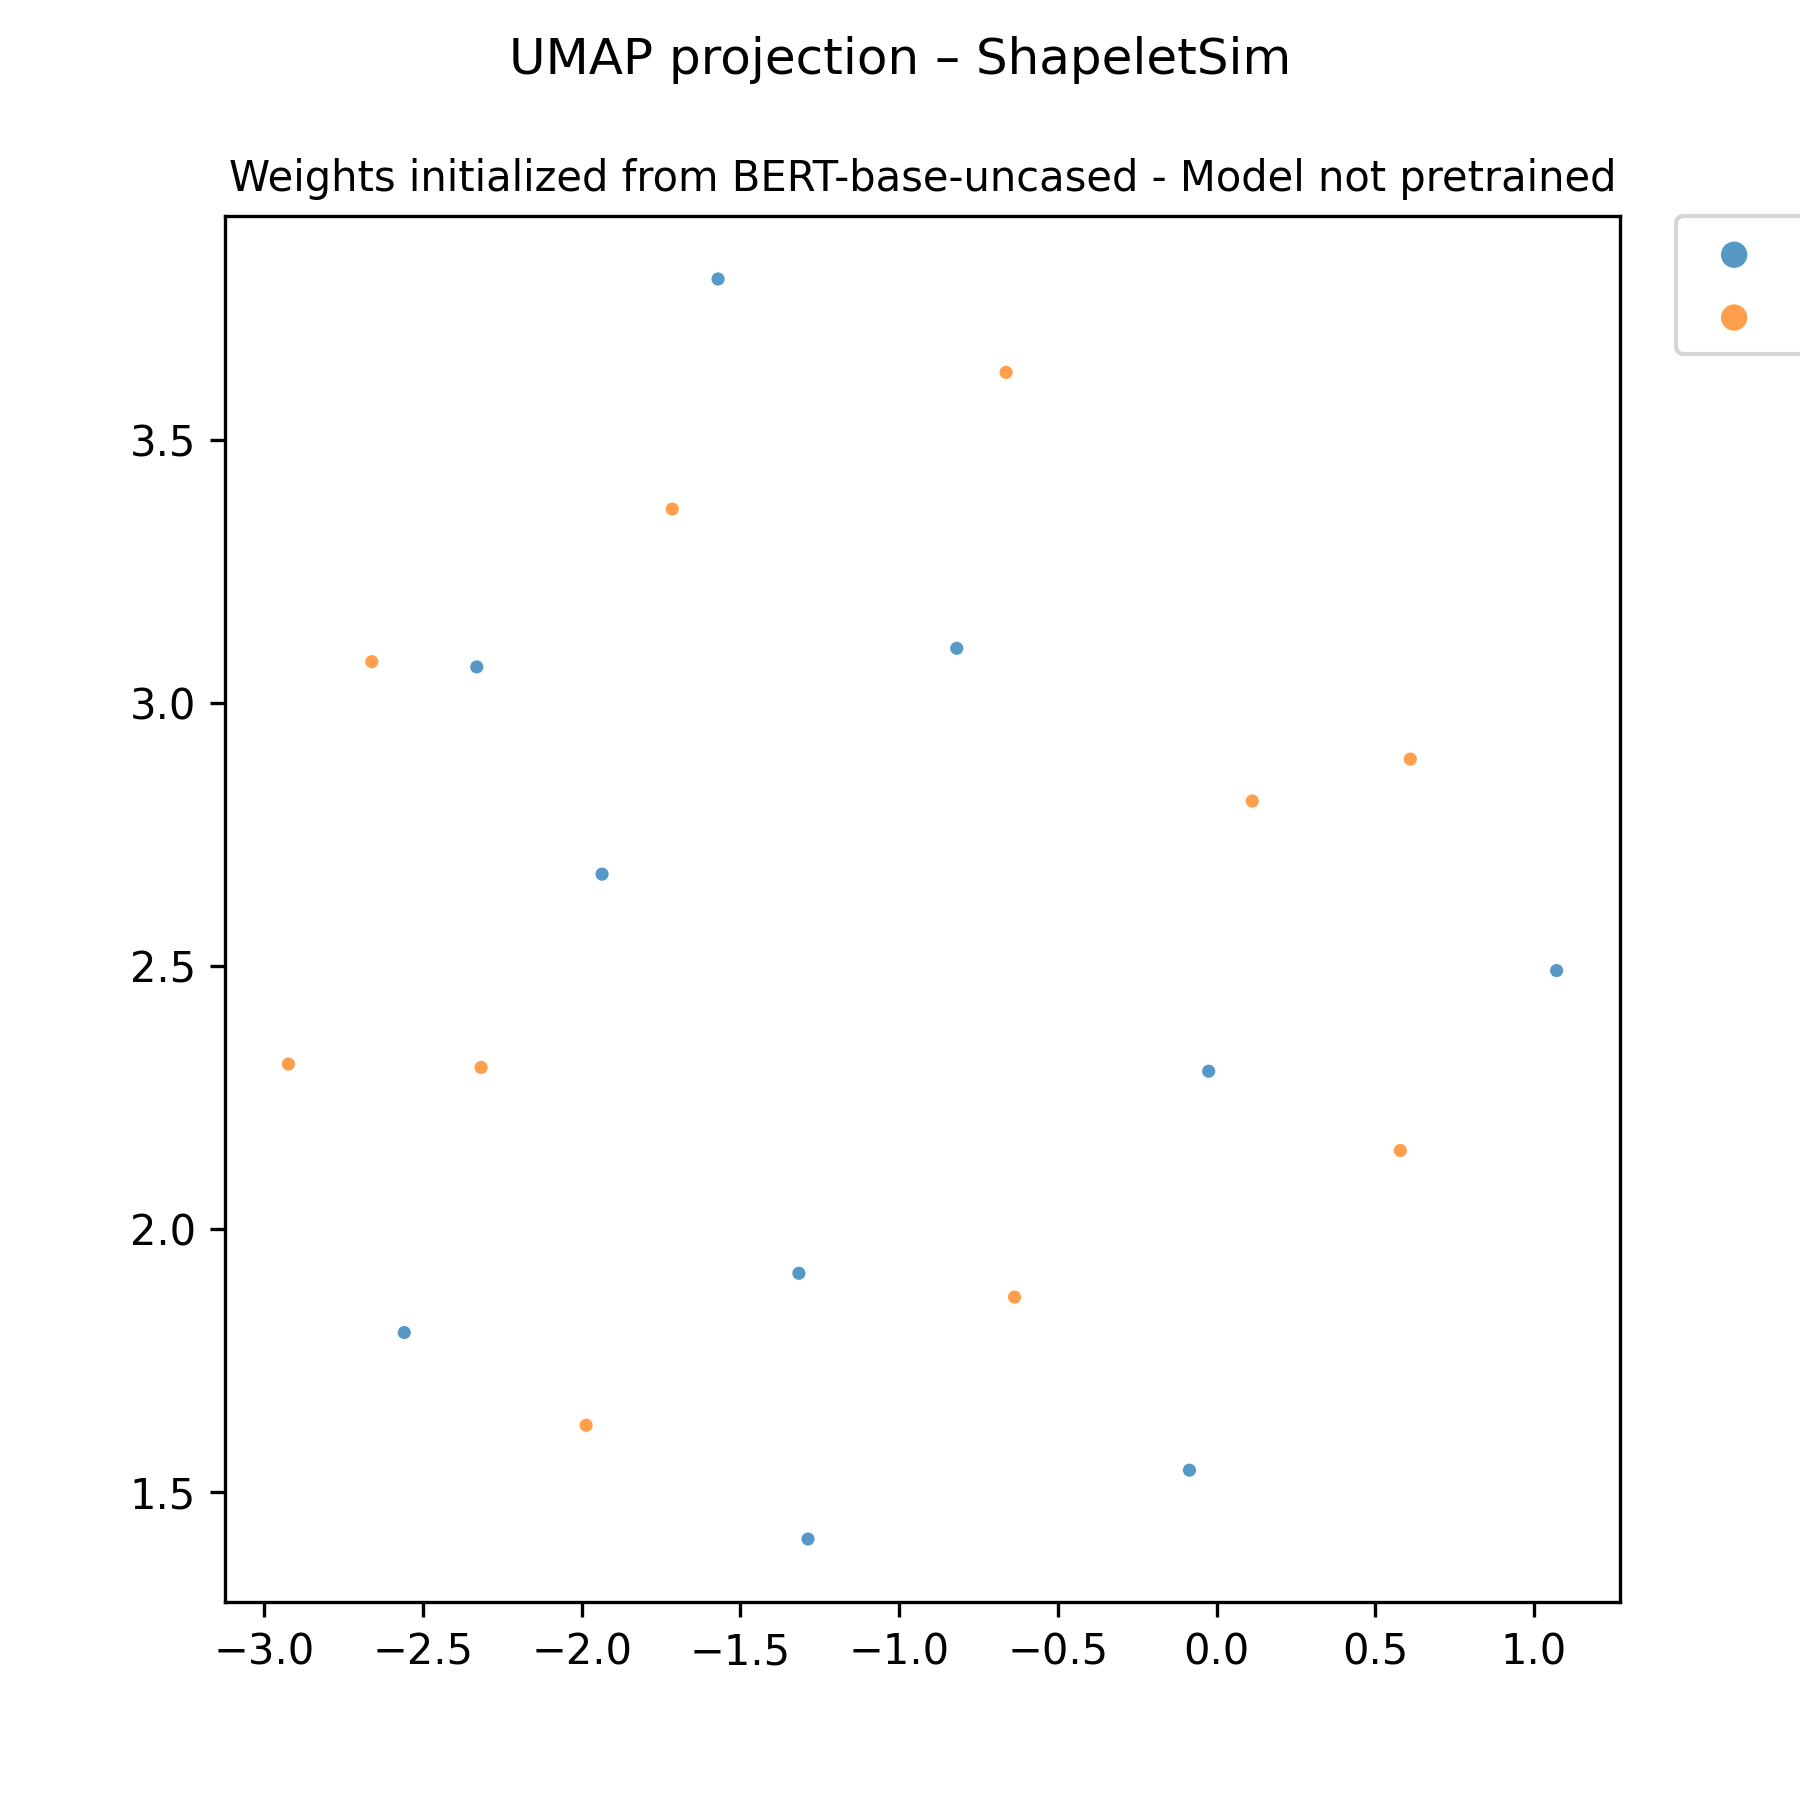 UMAP projection – ShapeletSim
Weights initialized from BERT-base-uncased - Model not pretrained
3.5
3.0
2.5
2.0
1.5
−3.0 −2.5 −2.0 −1.5 −1.0 −0.5 0.0 0.5 1.0